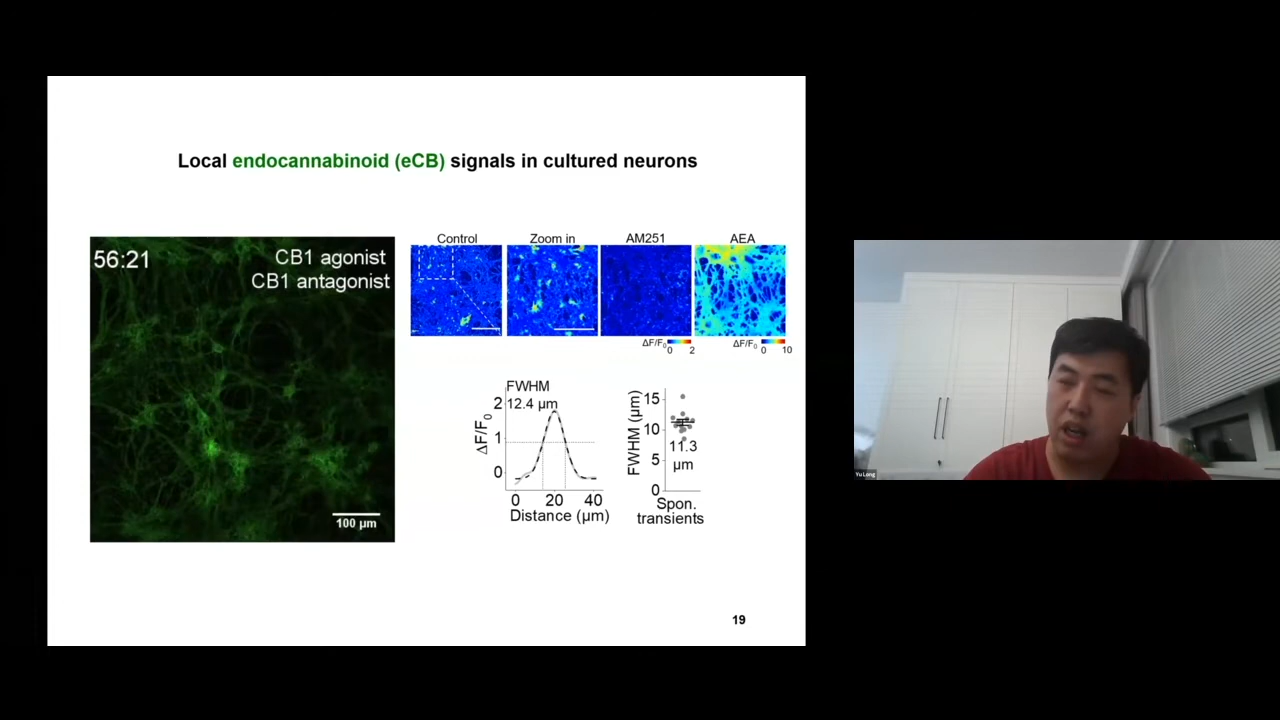 Local endocannabinoid (eCB) signals in cultured neurons
56:21
CB1 agonist
CB1 antagonist
100 µm
Control
Zoom in
AM251
AEA
ΔF/F0
0
2
ΔF/F0
0
10
FWHM
12.4 µm
ΔF/F0
2
1
0
0
20
40
Distance (µm)
FWHM (µm)
15
10
5
0
11.3
µm
Spon.
transients
19
Yu Long